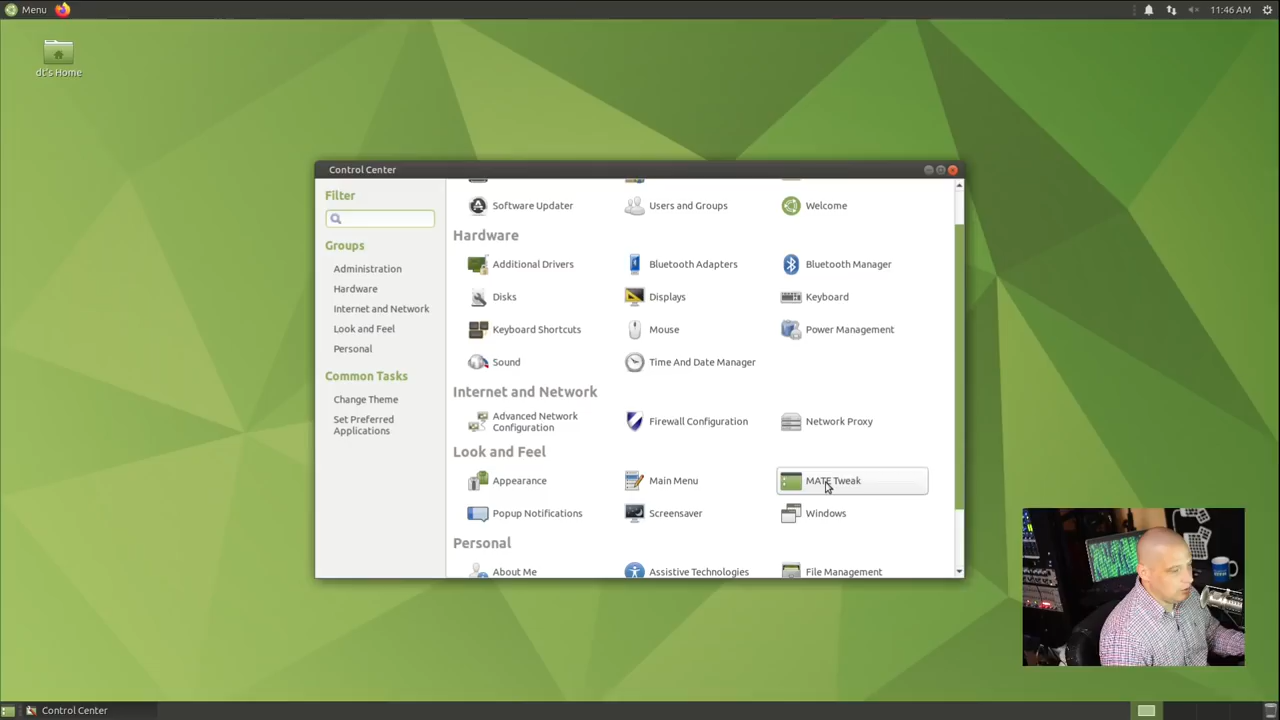 Menu
11:46 AM
dt's Home
Control Center
Filter
Groups
Administration
Hardware
Internet and Network
Look and Feel
Personal
Common Tasks
Change Theme
Set Preferred
Applications
Software Updater
Users and Groups
Welcome
Hardware
Additional Drivers
Bluetooth Adapters
Bluetooth Manager
Disks
Displays
Keyboard
Keyboard Shortcuts
Mouse
Power Management
Sound
Time And Date Manager
Internet and Network
Advanced Network
Configuration
Firewall Configuration
Network Proxy
Look and Feel
Appearance
Main Menu
MATE Tweak
Popup Notifications
Screensaver
Windows
Personal
About Me
Assistive Technologies
File Management
Control Center